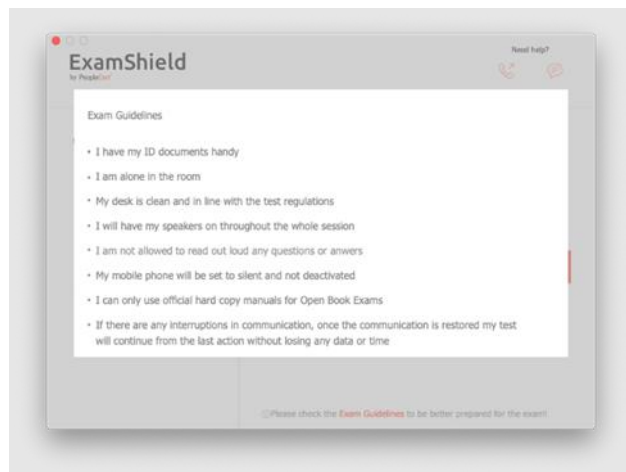 Need help?
ExamShield
by PeopleCert
Exam Guidelines
• I have my ID documents handy
• I am alone in the room
• My desk is clean and in line with the test regulations
• I will have my speakers on throughout the whole session
• I am not allowed to read out loud any questions or anwers
• My mobile phone will be set to silent and not deactivated
• I can only use official hard copy manuals for Open Book Exams
• If there are any interruptions in communication, once the communication is restored my test
will continue from the last action without losing any data or time
Please check the Exam Guidelines to be better prepared for the exam!!